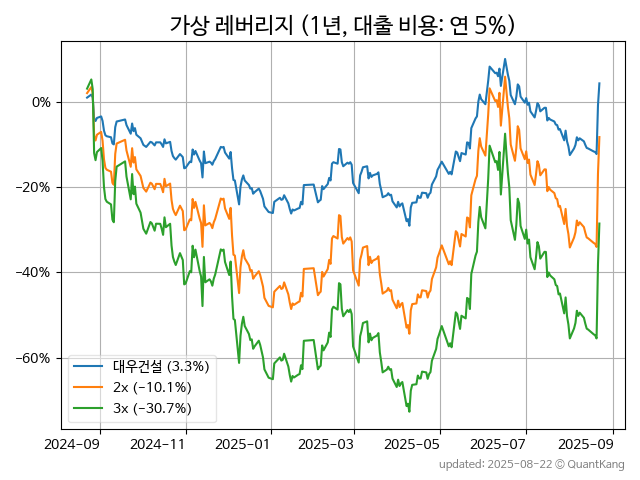 가상 레버리지 (1년, 대출 비용: 연 5%)
0%
−20%
−40%
−60%
대우건설 (3.3%)
2x (−10.1%)
3x (−30.7%)
2024−09 2024−11 2025−01 2025−03 2025−05 2025−07 2025−09
updated: 2025−08−22 © QuantKang